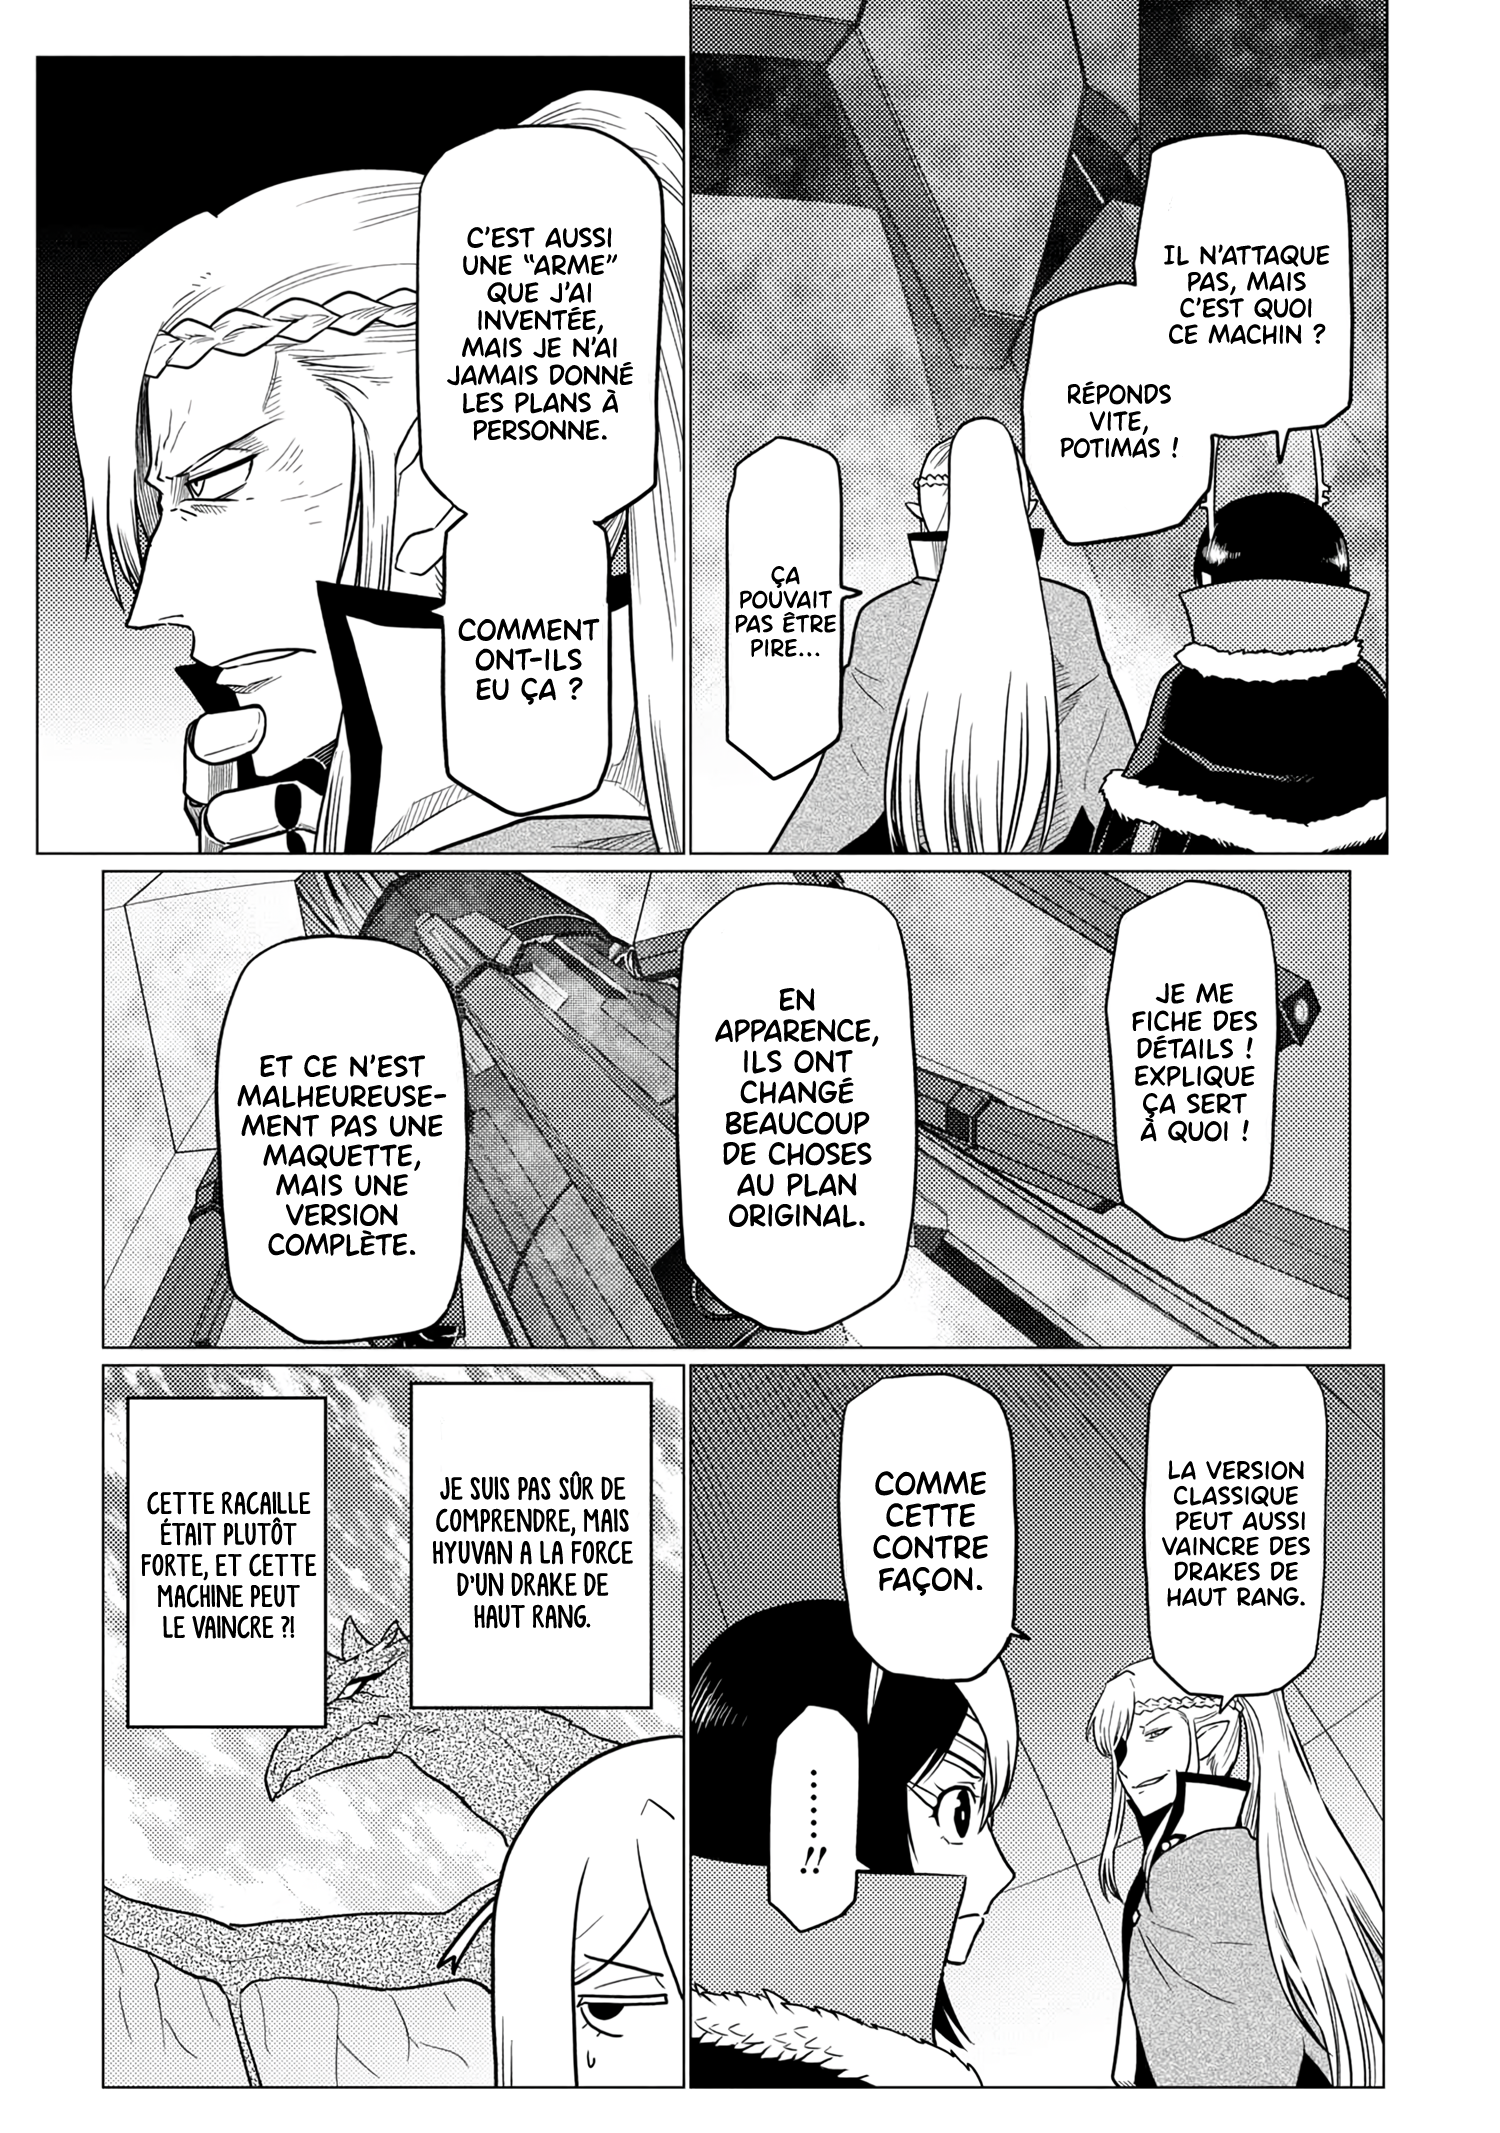 IL N'ATTAQUE
PAS, MAIS
C'EST QUOI
CE MACHIN ?
RÉPONDS
VITE,
POTIMAS !
ÇA
POUVAIT
PAS ÊTRE
PIRE...
C'EST AUSSI
UNE “ARME”
QUE J'AI
INVENTÉE,
MAIS JE N'AI
JAMAIS DONNÉ
LES PLANS À
PERSONNE.
COMMENT
ONT-ILS
EU ÇA ?
JE ME
FICHE DES
DÉTAILS !
EXPLIQUE
ÇA SERT
À QUOI !
EN
APPARENCE,
ILS ONT
CHANGÉ
BEAUCOUP
DE CHOSES
AU PLAN
ORIGINAL.
ET CE N'EST
MALHEUREUSE-
MENT PAS UNE
MAQUETTE,
MAIS UNE
VERSION
COMPLÈTE.
LA VERSION
CLASSIQUE
PEUT AUSSI
VAINCRE DES
DRAKES DE
HAUT RANG.
COMME
CETTE
CONTRE
FAÇON.
........!!
JE SUIS PAS SÛR DE
COMPRENDRE, MAIS
HYUVAN A LA FORCE
D'UN DRAKE DE
HAUT RANG.
CETTE RACAILLE
ÉTAIT PLUTÔT
FORTE, ET CETTE
MACHINE PEUT
LE VAINCRE ?!